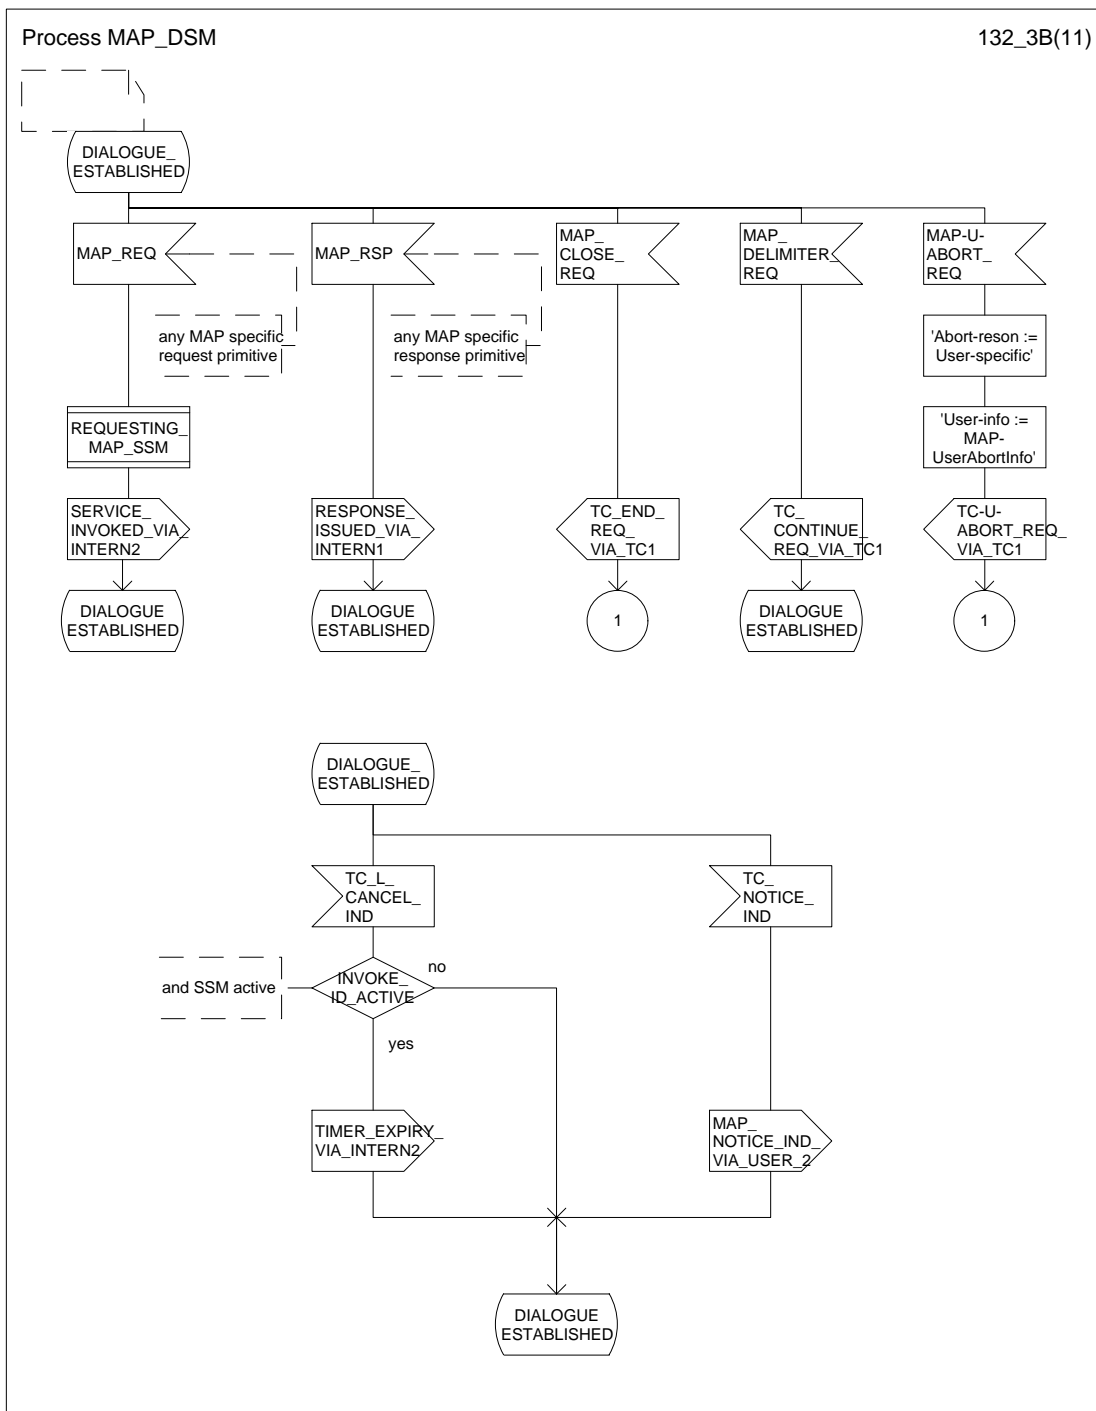 Process MAP_DSM
132_3B(11)
DIALOGUE_
ESTABLISHED
MAP_REQ
MAP_RSP
MAP_
CLOSE_
REQ
MAP_
DELIMITER_
REQ
MAP-U-
ABORT_
REQ
any MAP specific
request primitive
any MAP specific
response primitive
'Abort-reson :=
User-specific'
REQUESTING_
MAP_SSM
'User-info :=
MAP-
UserAbortInfo'
SERVICE_
INVOKED_VIA_
INTERN2
RESPONSE_
ISSUED_VIA_
INTERN1
TC_END_
REQ_
VIA_TC1
TC_
CONTINUE_
REQ_VIA_TC1
TC-U-
ABORT_REQ_
VIA_TC1
DIALOGUE
ESTABLISHED
DIALOGUE
ESTABLISHED
1
DIALOGUE
ESTABLISHED
1
DIALOGUE_
ESTABLISHED
TC_L_
CANCEL_
IND
TC_
NOTICE_
IND
and SSM active
INVOKE_
ID_ACTIVE
no
yes
TIMER_EXPIRY_
VIA_INTERN2
MAP_
NOTICE_IND_
VIA_USER_2
DIALOGUE
ESTABLISHED